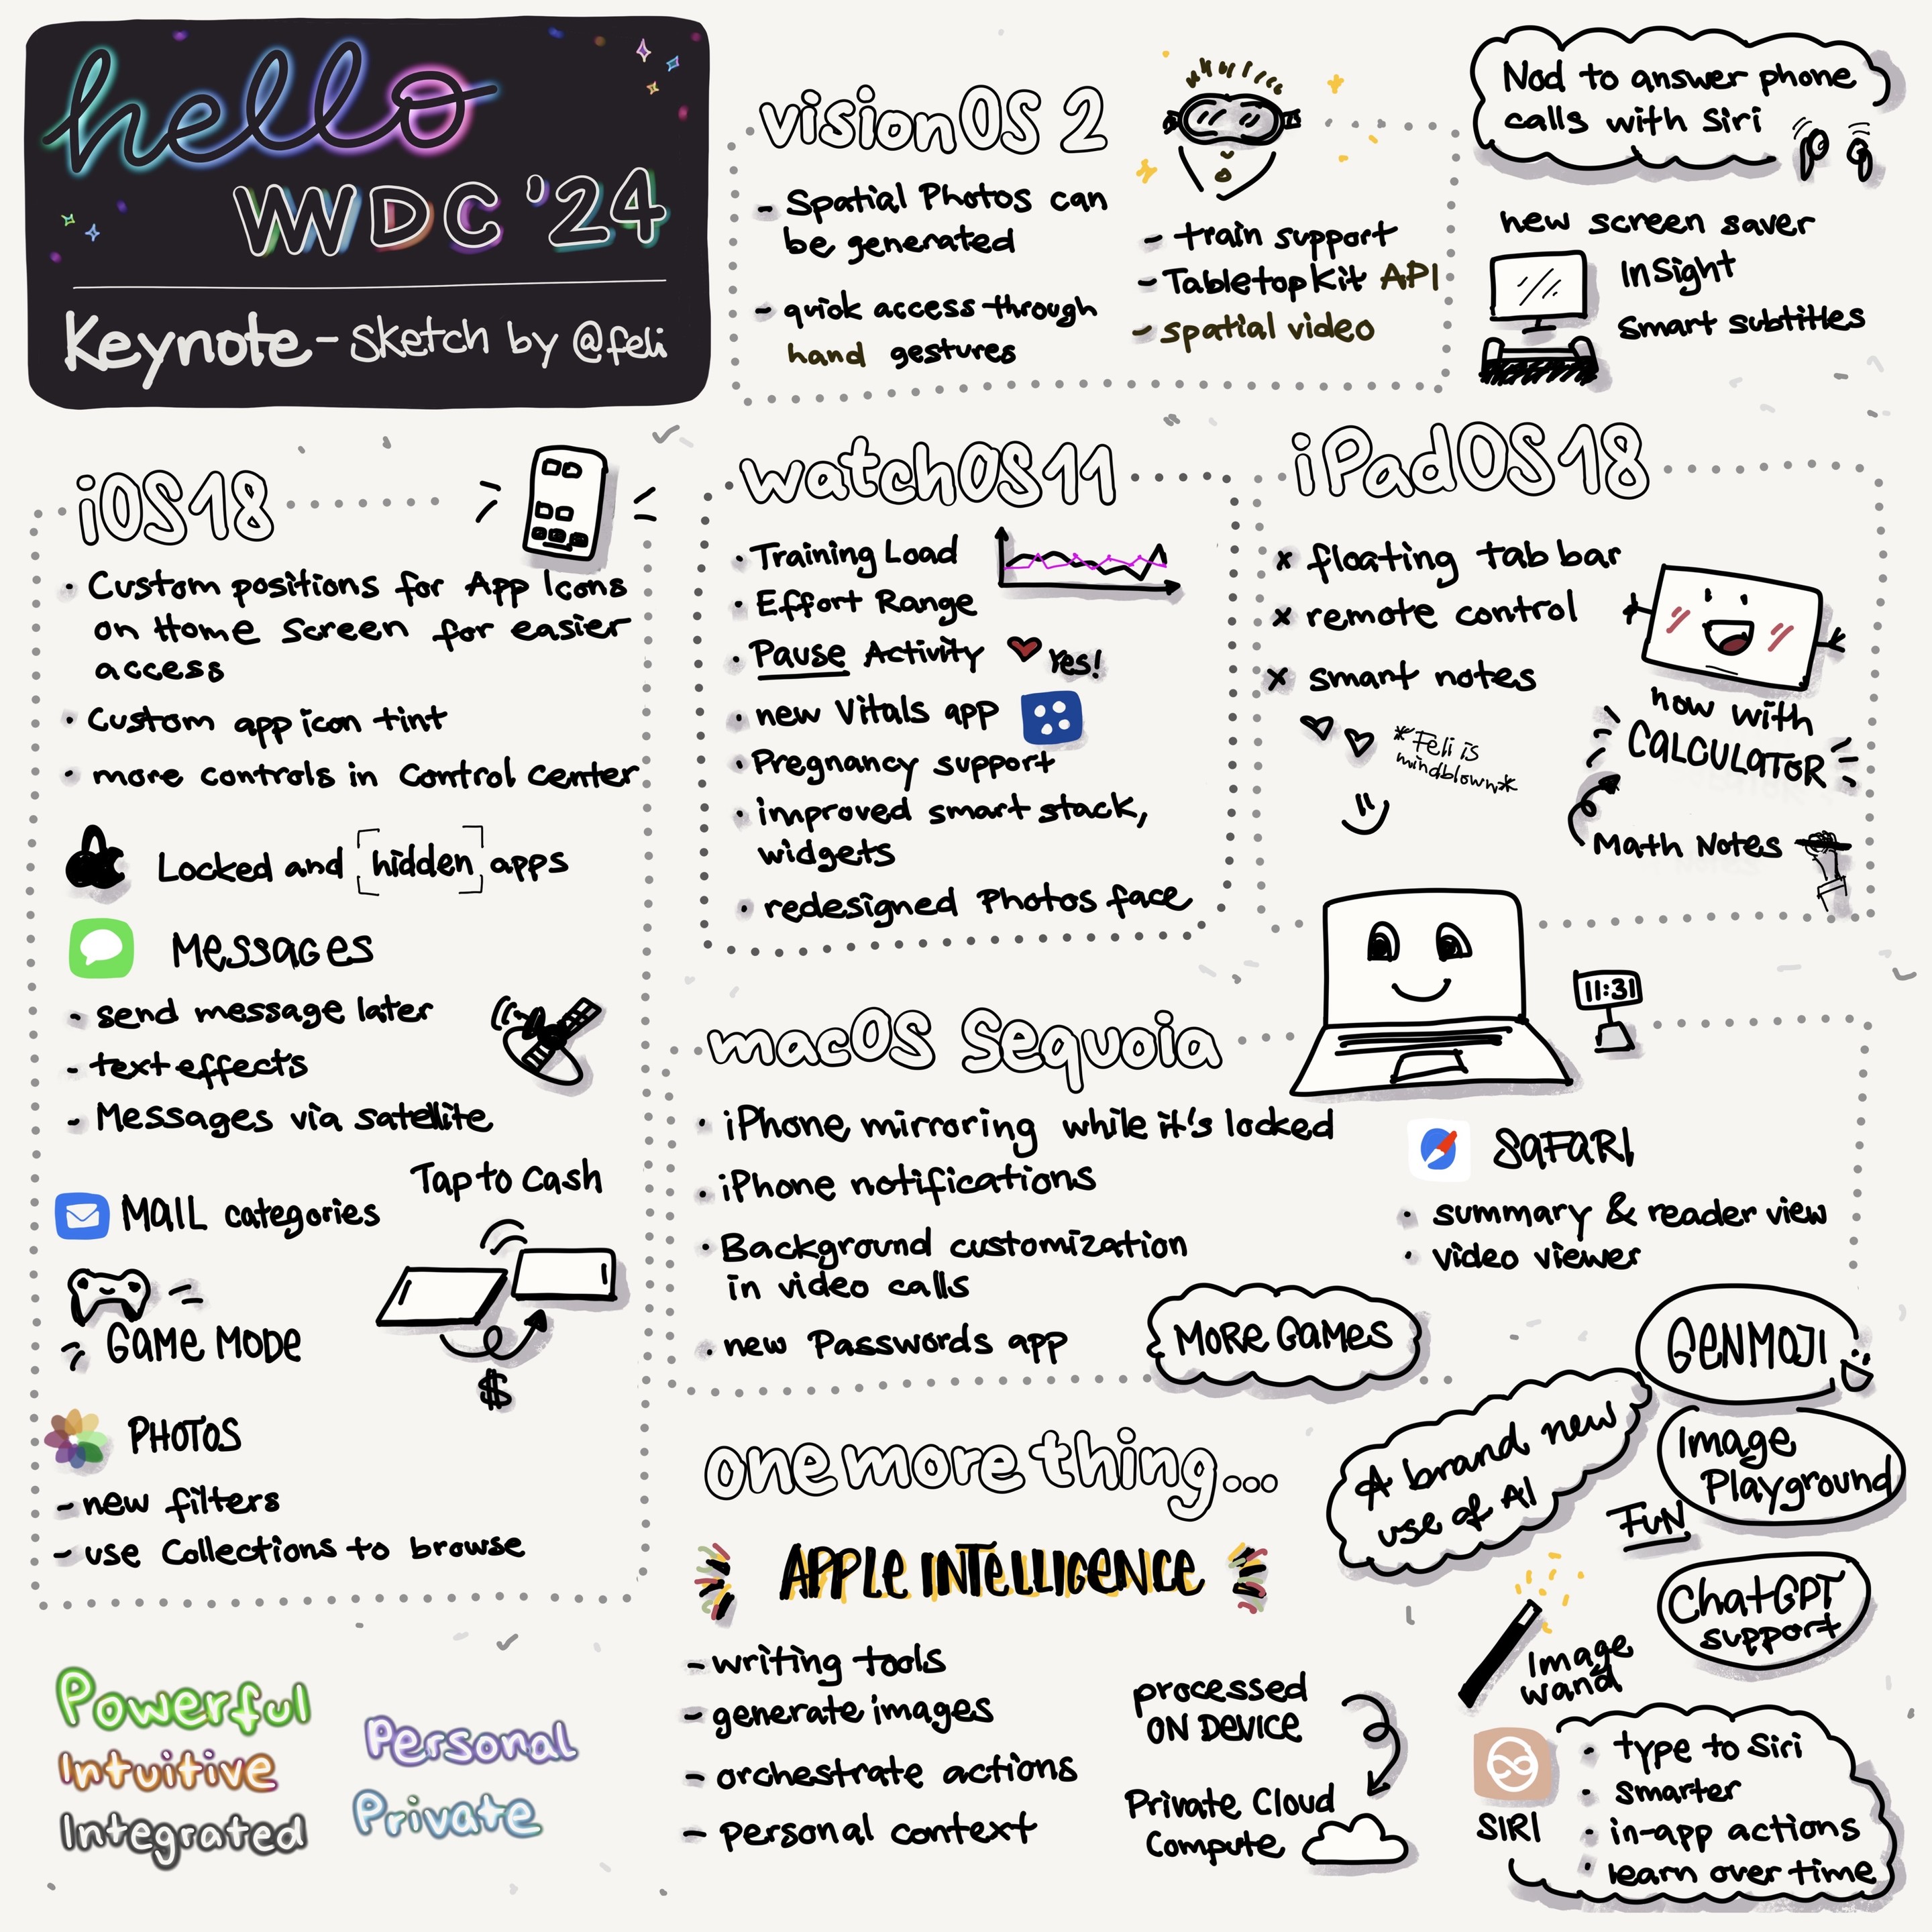 hello
WWDC '24
Keynote - Sketch by @feli
visionOS 2
- Spatial Photos can
be generated
- quick access through
hand gestures
- train support
- TabletopKit API
- spatial video
Nod to answer phone
calls with Siri
new screen saver
InSight
Smart subtitles
iOS18
· Custom positions for App Icons
on Home Screen for easier
access
· Custom app icon tint
· more controls in Control Center
Locked and [hidden] apps
Messages
- send message later
- text effects
- Messages via satellite
MAIL categories
Tap to Cash
$
GAME MODE
PHOTOS
- new filters
- use Collections to browse
watchOS11
· Training Load
· Effort Range
· Pause Activity ♥ Yes!
· new Vitals app
· Pregnancy support
· improved smart stack,
widgets
· redesigned Photos face
iPadOS18
x floating tab bar
x remote control
x smart notes
*Feli is
mindblown*
now with
CALCULATOR
Math Notes
macOS Sequoia
11:31
· iPhone mirroring while it's locked
· iPhone notifications
· Background customization
in video calls
· new Passwords app
SAFARI
· summary & reader view
· video viewer
MORE GAMES
one more thing...
APPLE INTELLIGENCE
- writing tools
- generate images
- orchestrate actions
- personal context
processed
ON DEVICE
Private Cloud
Compute
A brand new
use of AI
GENMOJI
Image
Playground
FUN
ChatGPT
support
Image
wand
SIRI
· type to Siri
· smarter
· in-app actions
· learn over time
Powerful
Intuitive
Integrated
Personal
Private